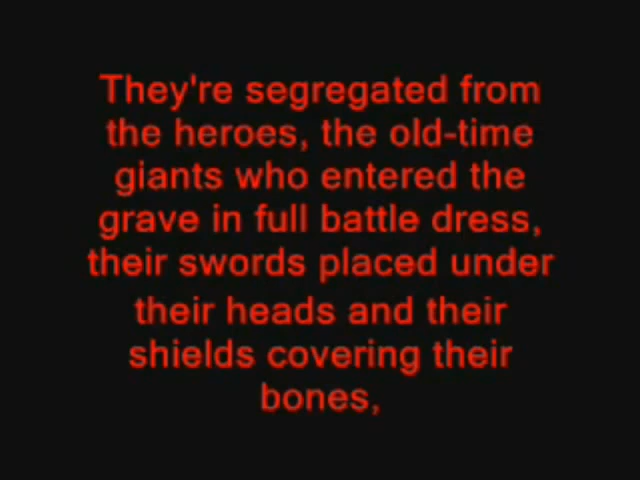 They're segregated from
the heroes, the old-time
giants who entered the
grave in full battle dress,
their swords placed under
their heads and their
shields covering their
bones,